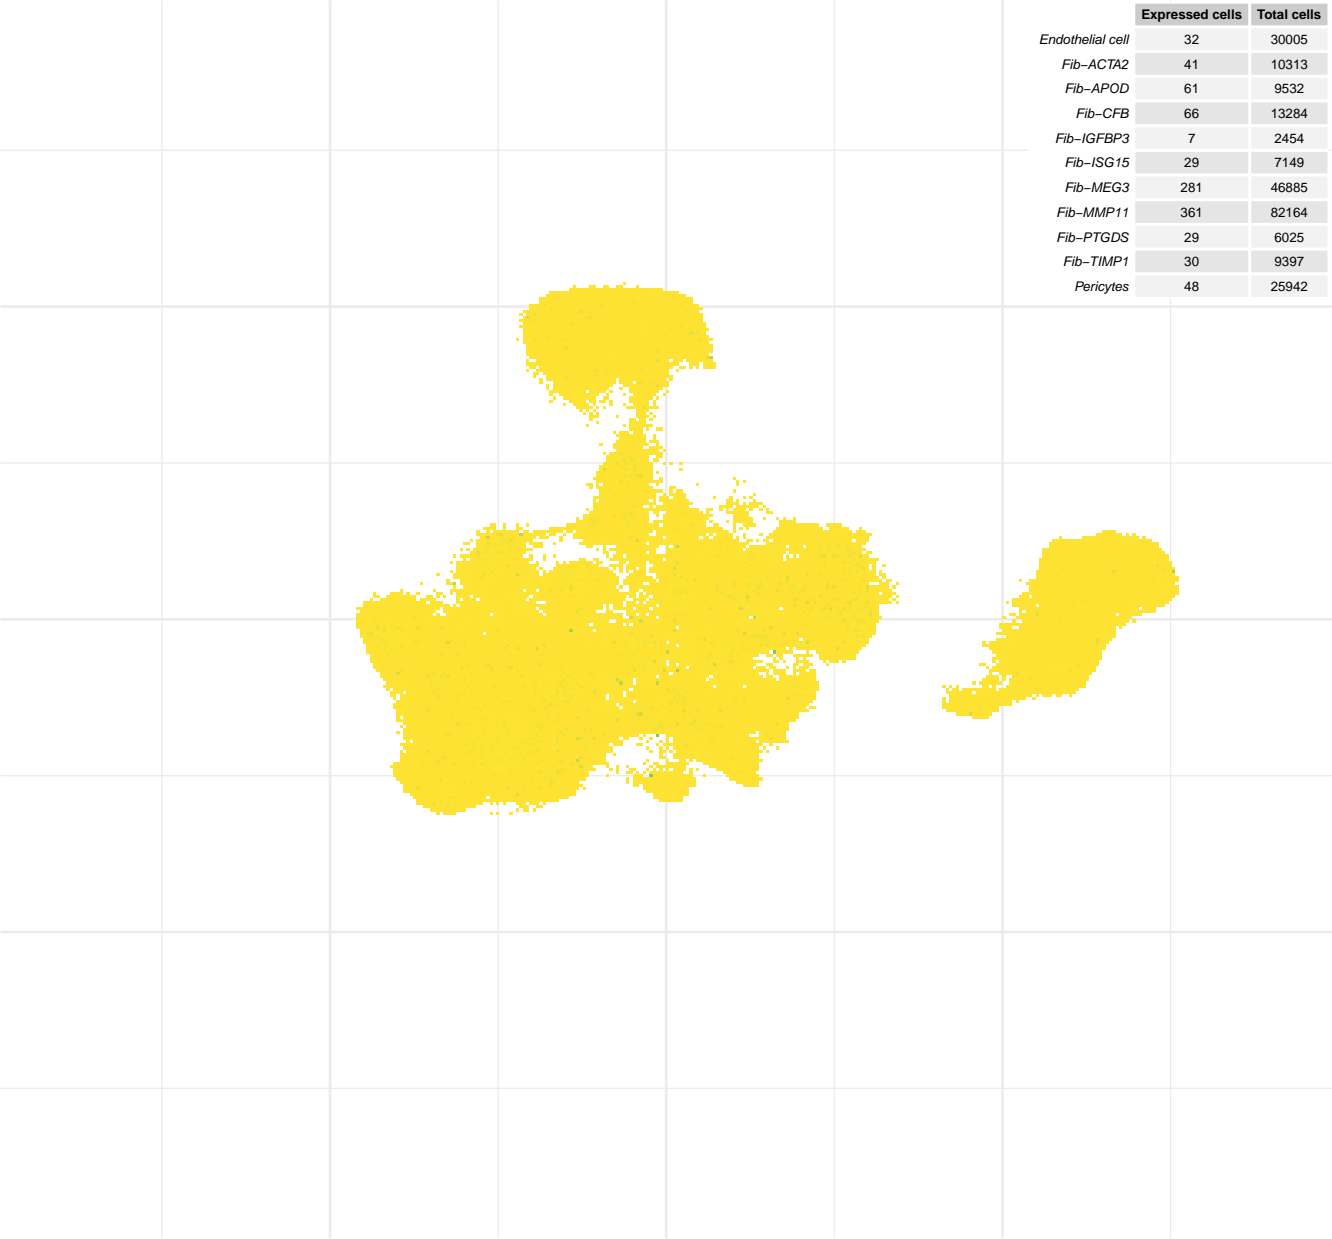 Expressed cells Total cells
Endothelial cell 32 30005
Fib−ACTA2 41 10313
Fib−APOD 61 9532
Fib−CFB 66 13284
Fib−IGFBP3 7 2454
Fib−ISG15 29 7149
Fib−MEG3 281 46885
Fib−MMP11 361 82164
Fib−PTGDS 29 6025
Fib−TIMP1 30 9397
Pericytes 48 25942